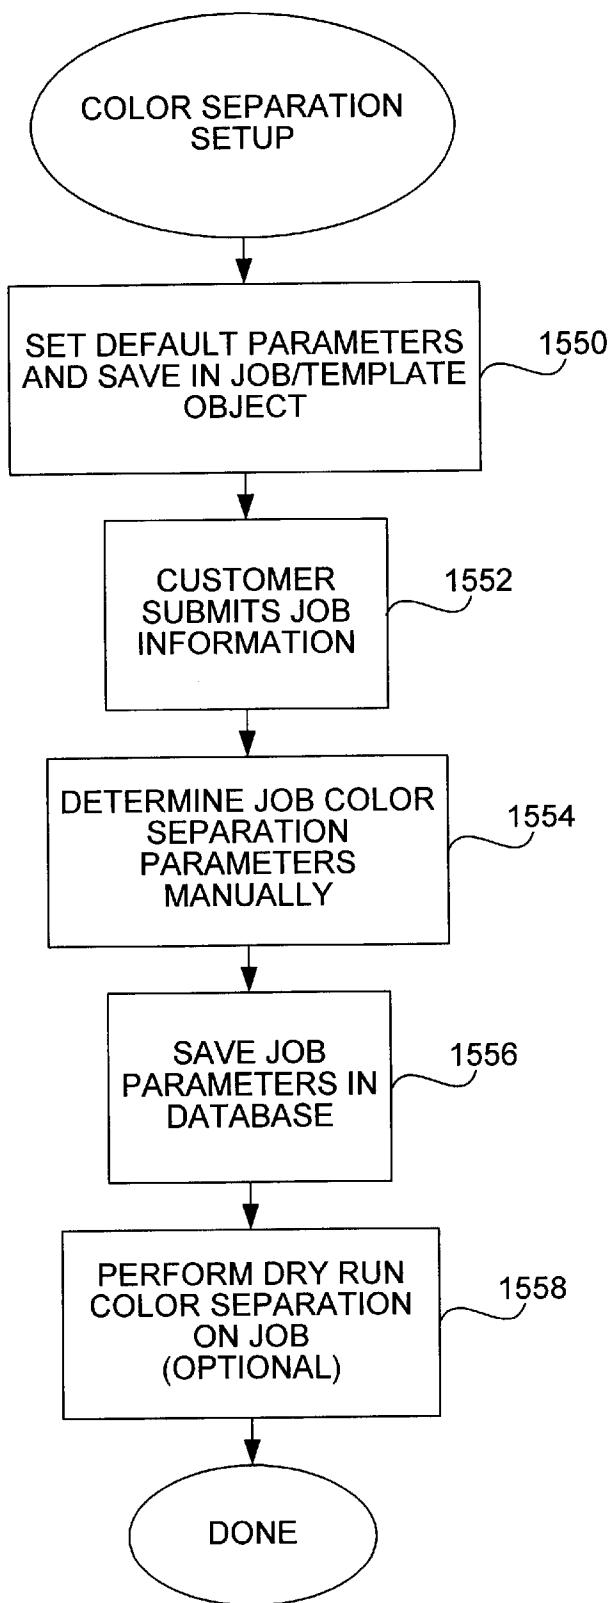 COLOR SEPARATION
SETUP
SET DEFAULT PARAMETERS
AND SAVE IN JOB/TEMPLATE
OBJECT
1550
CUSTOMER
SUBMITS JOB
INFORMATION
1552
DETERMINE JOB COLOR
SEPARATION
PARAMETERS
MANUALLY
1554
SAVE JOB
PARAMETERS IN
DATABASE
1556
PERFORM DRY RUN
COLOR SEPARATION
ON JOB
(OPTIONAL)
1558
DONE